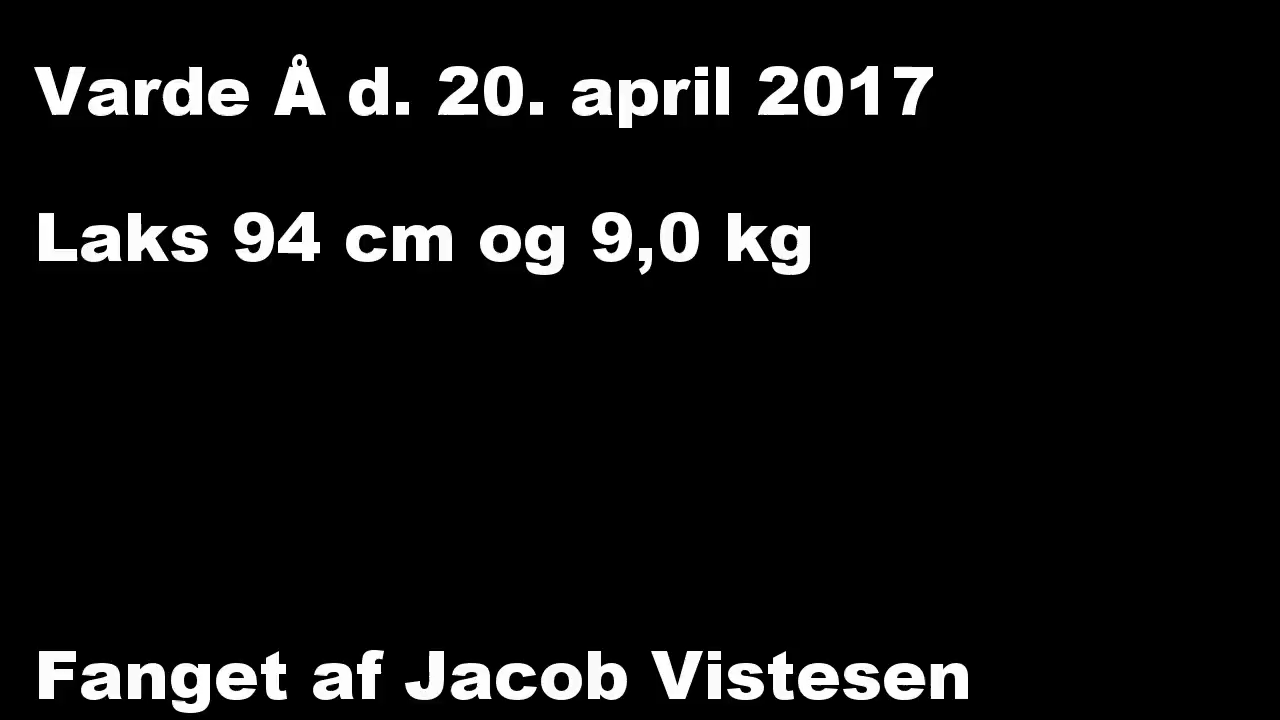 Varde Å d. 20. april 2017
Laks 94 cm og 9,0 kg
Fanget af Jacob Vistesen